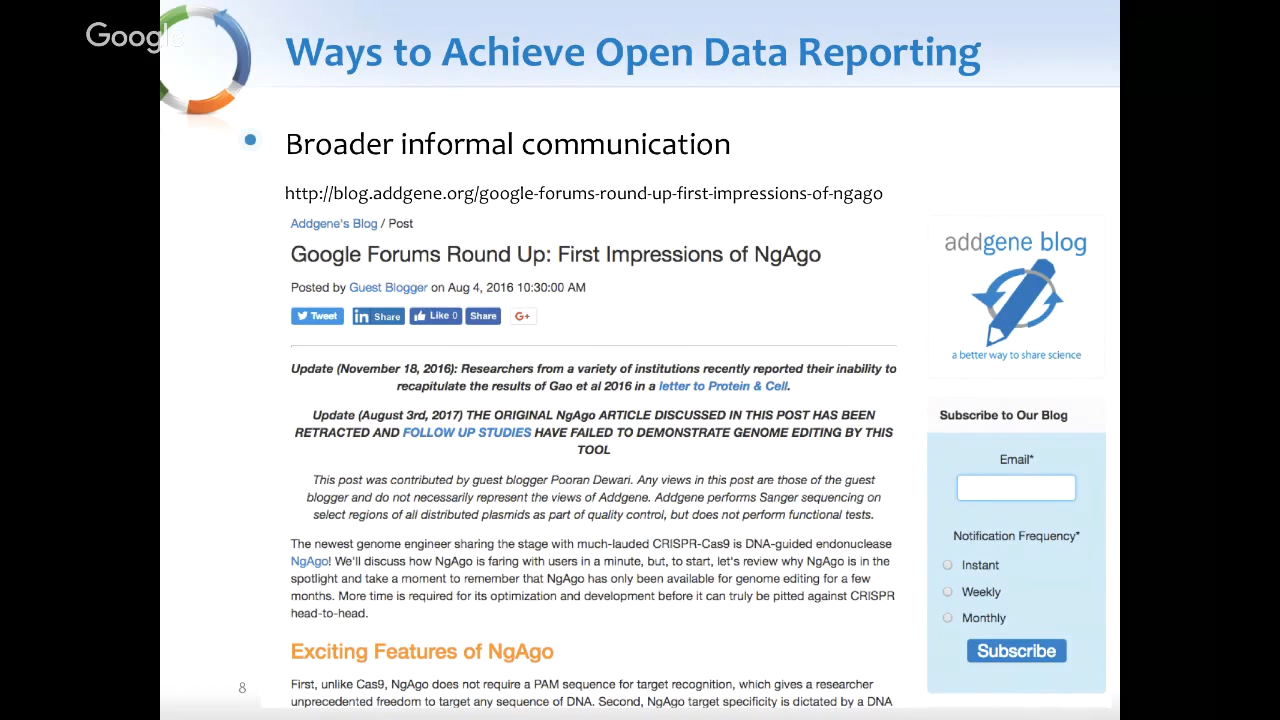 Google
Ways to Achieve Open Data Reporting
Broader informal communication
http://blog.addgene.org/google-forums-round-up-first-impressions-of-ngago
Addgene's Blog / Post
Google Forums Round Up: First Impressions of NgAgo
Posted by Guest Blogger on Aug 4, 2016 10:30:00 AM
Tweet
in Share
Like 0
Share
G+
Update (November 18, 2016): Researchers from a variety of institutions recently reported their inability to
recapitulate the results of Gao et al 2016 in a letter to Protein & Cell.
Update (August 3rd, 2017) THE ORIGINAL NgAgo ARTICLE DISCUSSED IN THIS POST HAS BEEN
RETRACTED AND FOLLOW UP STUDIES HAVE FAILED TO DEMONSTRATE GENOME EDITING BY THIS
TOOL
This post was contributed by guest blogger Pooran Dewari. Any views in this post are those of the guest
blogger and do not necessarily represent the views of Addgene. Addgene performs Sanger sequencing on
select regions of all distributed plasmids as part of quality control, but does not perform functional tests.
The newest genome engineer sharing the stage with much-lauded CRISPR-Cas9 is DNA-guided endonuclease
NgAgo! We'll discuss how NgAgo is faring with users in a minute, but, to start, let's review why NgAgo is in the
spotlight and take a moment to remember that NgAgo has only been available for genome editing for a few
months. More time is required for its optimization and development before it can truly be pitted against CRISPR
head-to-head.
Exciting Features of NgAgo
First, unlike Cas9, NgAgo does not require a PAM sequence for target recognition, which gives a researcher
unprecedented freedom to target any sequence of DNA. Second, NgAgo target specificity is dictated by a DNA
addgene blog
a better way to share science
Subscribe to Our Blog
Email*
Notification Frequency*
Instant
Weekly
Monthly
Subscribe
8